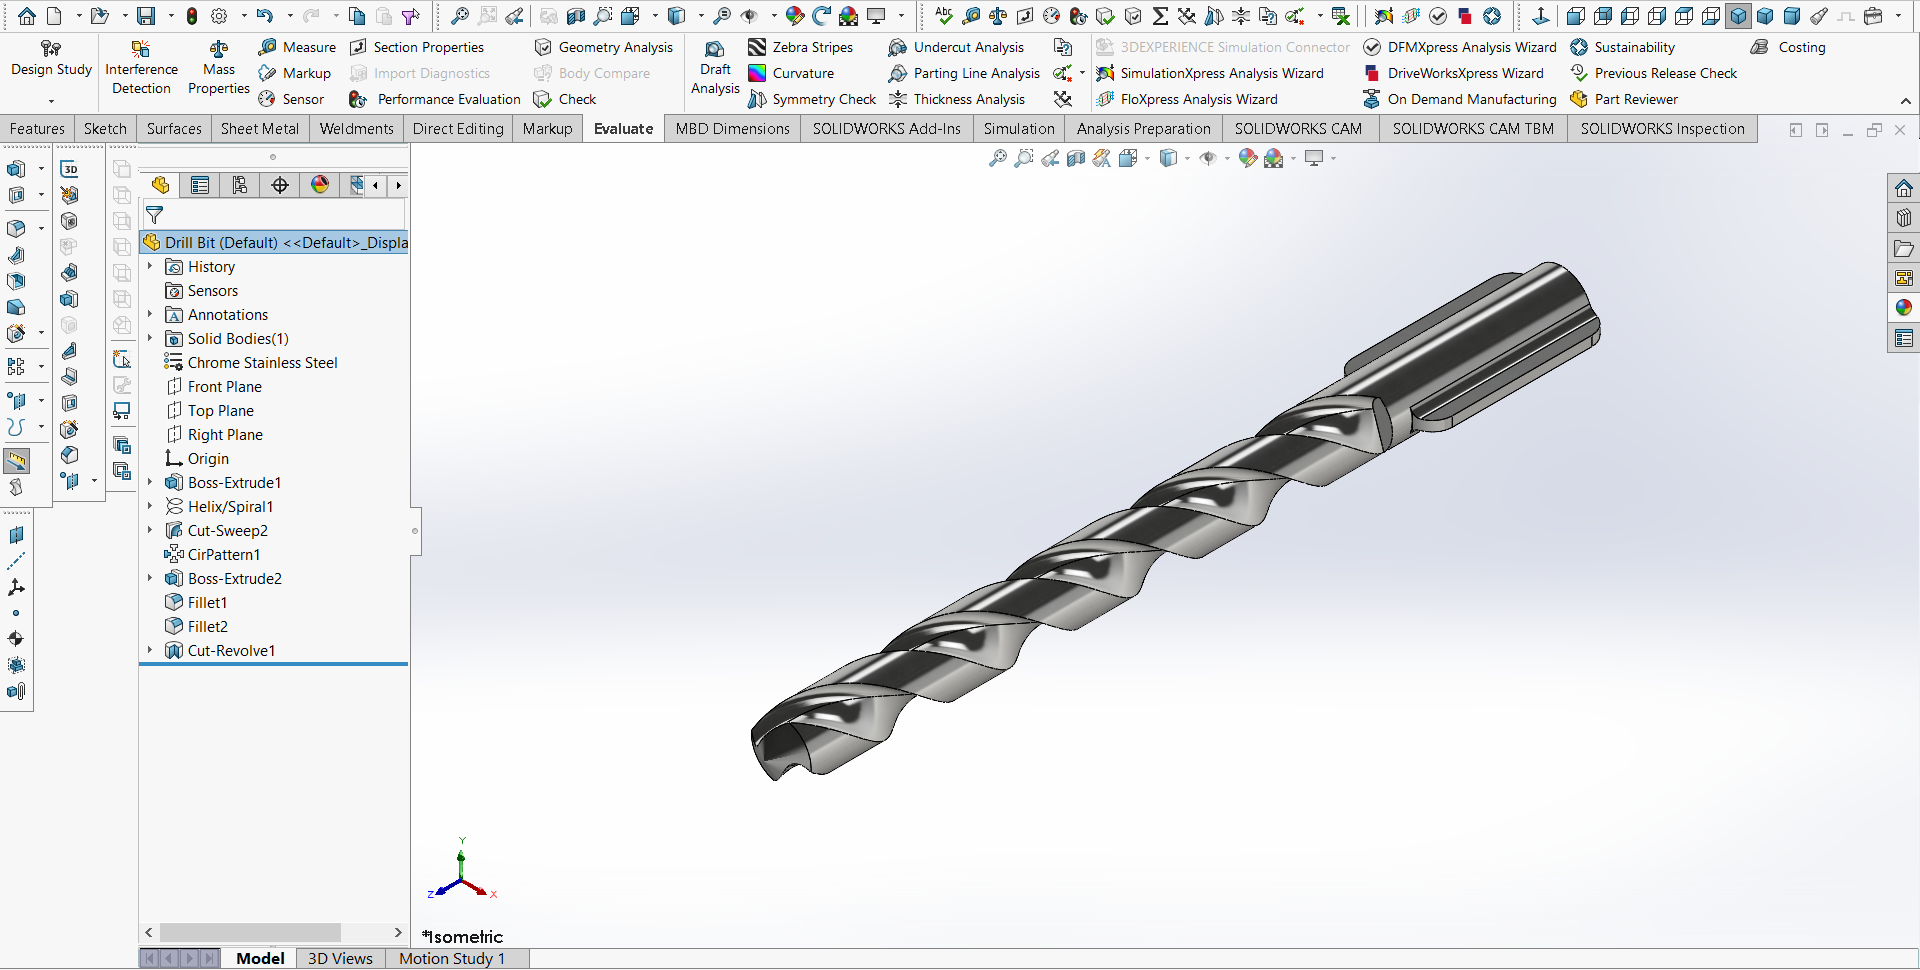 Abc
Design Study
Interference Detection
Mass Properties
Measure
Markup
Sensor
Section Properties
Import Diagnostics
Performance Evaluation
Geometry Analysis
Body Compare
Check
Draft Analysis
Zebra Stripes
Curvature
Symmetry Check
Undercut Analysis
Parting Line Analysis
Thickness Analysis
3DEXPERIENCE Simulation Connector
SimulationXpress Analysis Wizard
FloXpress Analysis Wizard
DFMXpress Analysis Wizard
DriveWorksXpress Wizard
On Demand Manufacturing
Sustainability
Previous Release Check
Part Reviewer
Costing
Features Sketch Surfaces Sheet Metal Weldments Direct Editing Markup Evaluate MBD Dimensions SOLIDWORKS Add-Ins Simulation Analysis Preparation SOLIDWORKS CAM SOLIDWORKS CAM TBM SOLIDWORKS Inspection
3D
Drill Bit (Default) <<Default>_Displa
History
Sensors
A Annotations
Solid Bodies(1)
Chrome Stainless Steel
Front Plane
Top Plane
Right Plane
Origin
Boss-Extrude1
Helix/Spiral1
Cut-Sweep2
CirPattern1
Boss-Extrude2
Fillet1
Fillet2
Cut-Revolve1
Y
Z
X
*Isometric
Model 3D Views Motion Study 1